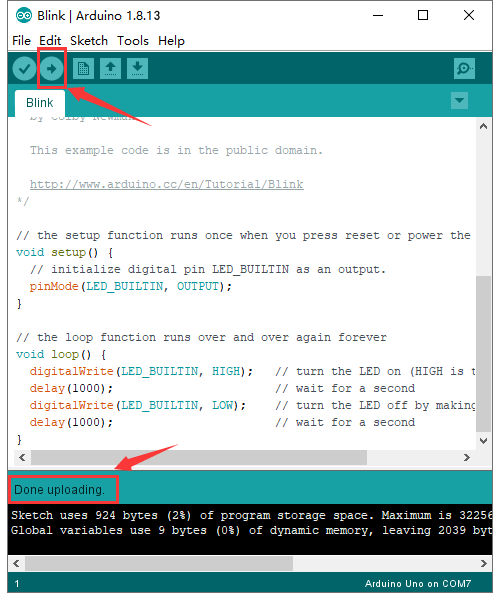 Blink | Arduino 1.8.13
File Edit Sketch Tools Help
Blink
by Colby Newman
This example code is in the public domain.
http://www.arduino.cc/en/Tutorial/Blink
*/
// the setup function runs once when you press reset or power the
void setup() {
// initialize digital pin LED_BUILTIN as an output.
pinMode(LED_BUILTIN, OUTPUT);
}
// the loop function runs over and over again forever
void loop() {
digitalWrite(LED_BUILTIN, HIGH); // turn the LED on (HIGH is t
delay(1000); // wait for a second
digitalWrite(LED_BUILTIN, LOW); // turn the LED off by making
delay(1000); // wait for a second
}
Done uploading.
Sketch uses 924 bytes (2%) of program storage space. Maximum is 32256
Global variables use 9 bytes (0%) of dynamic memory, leaving 2039 byt
1 Arduino Uno on COM7